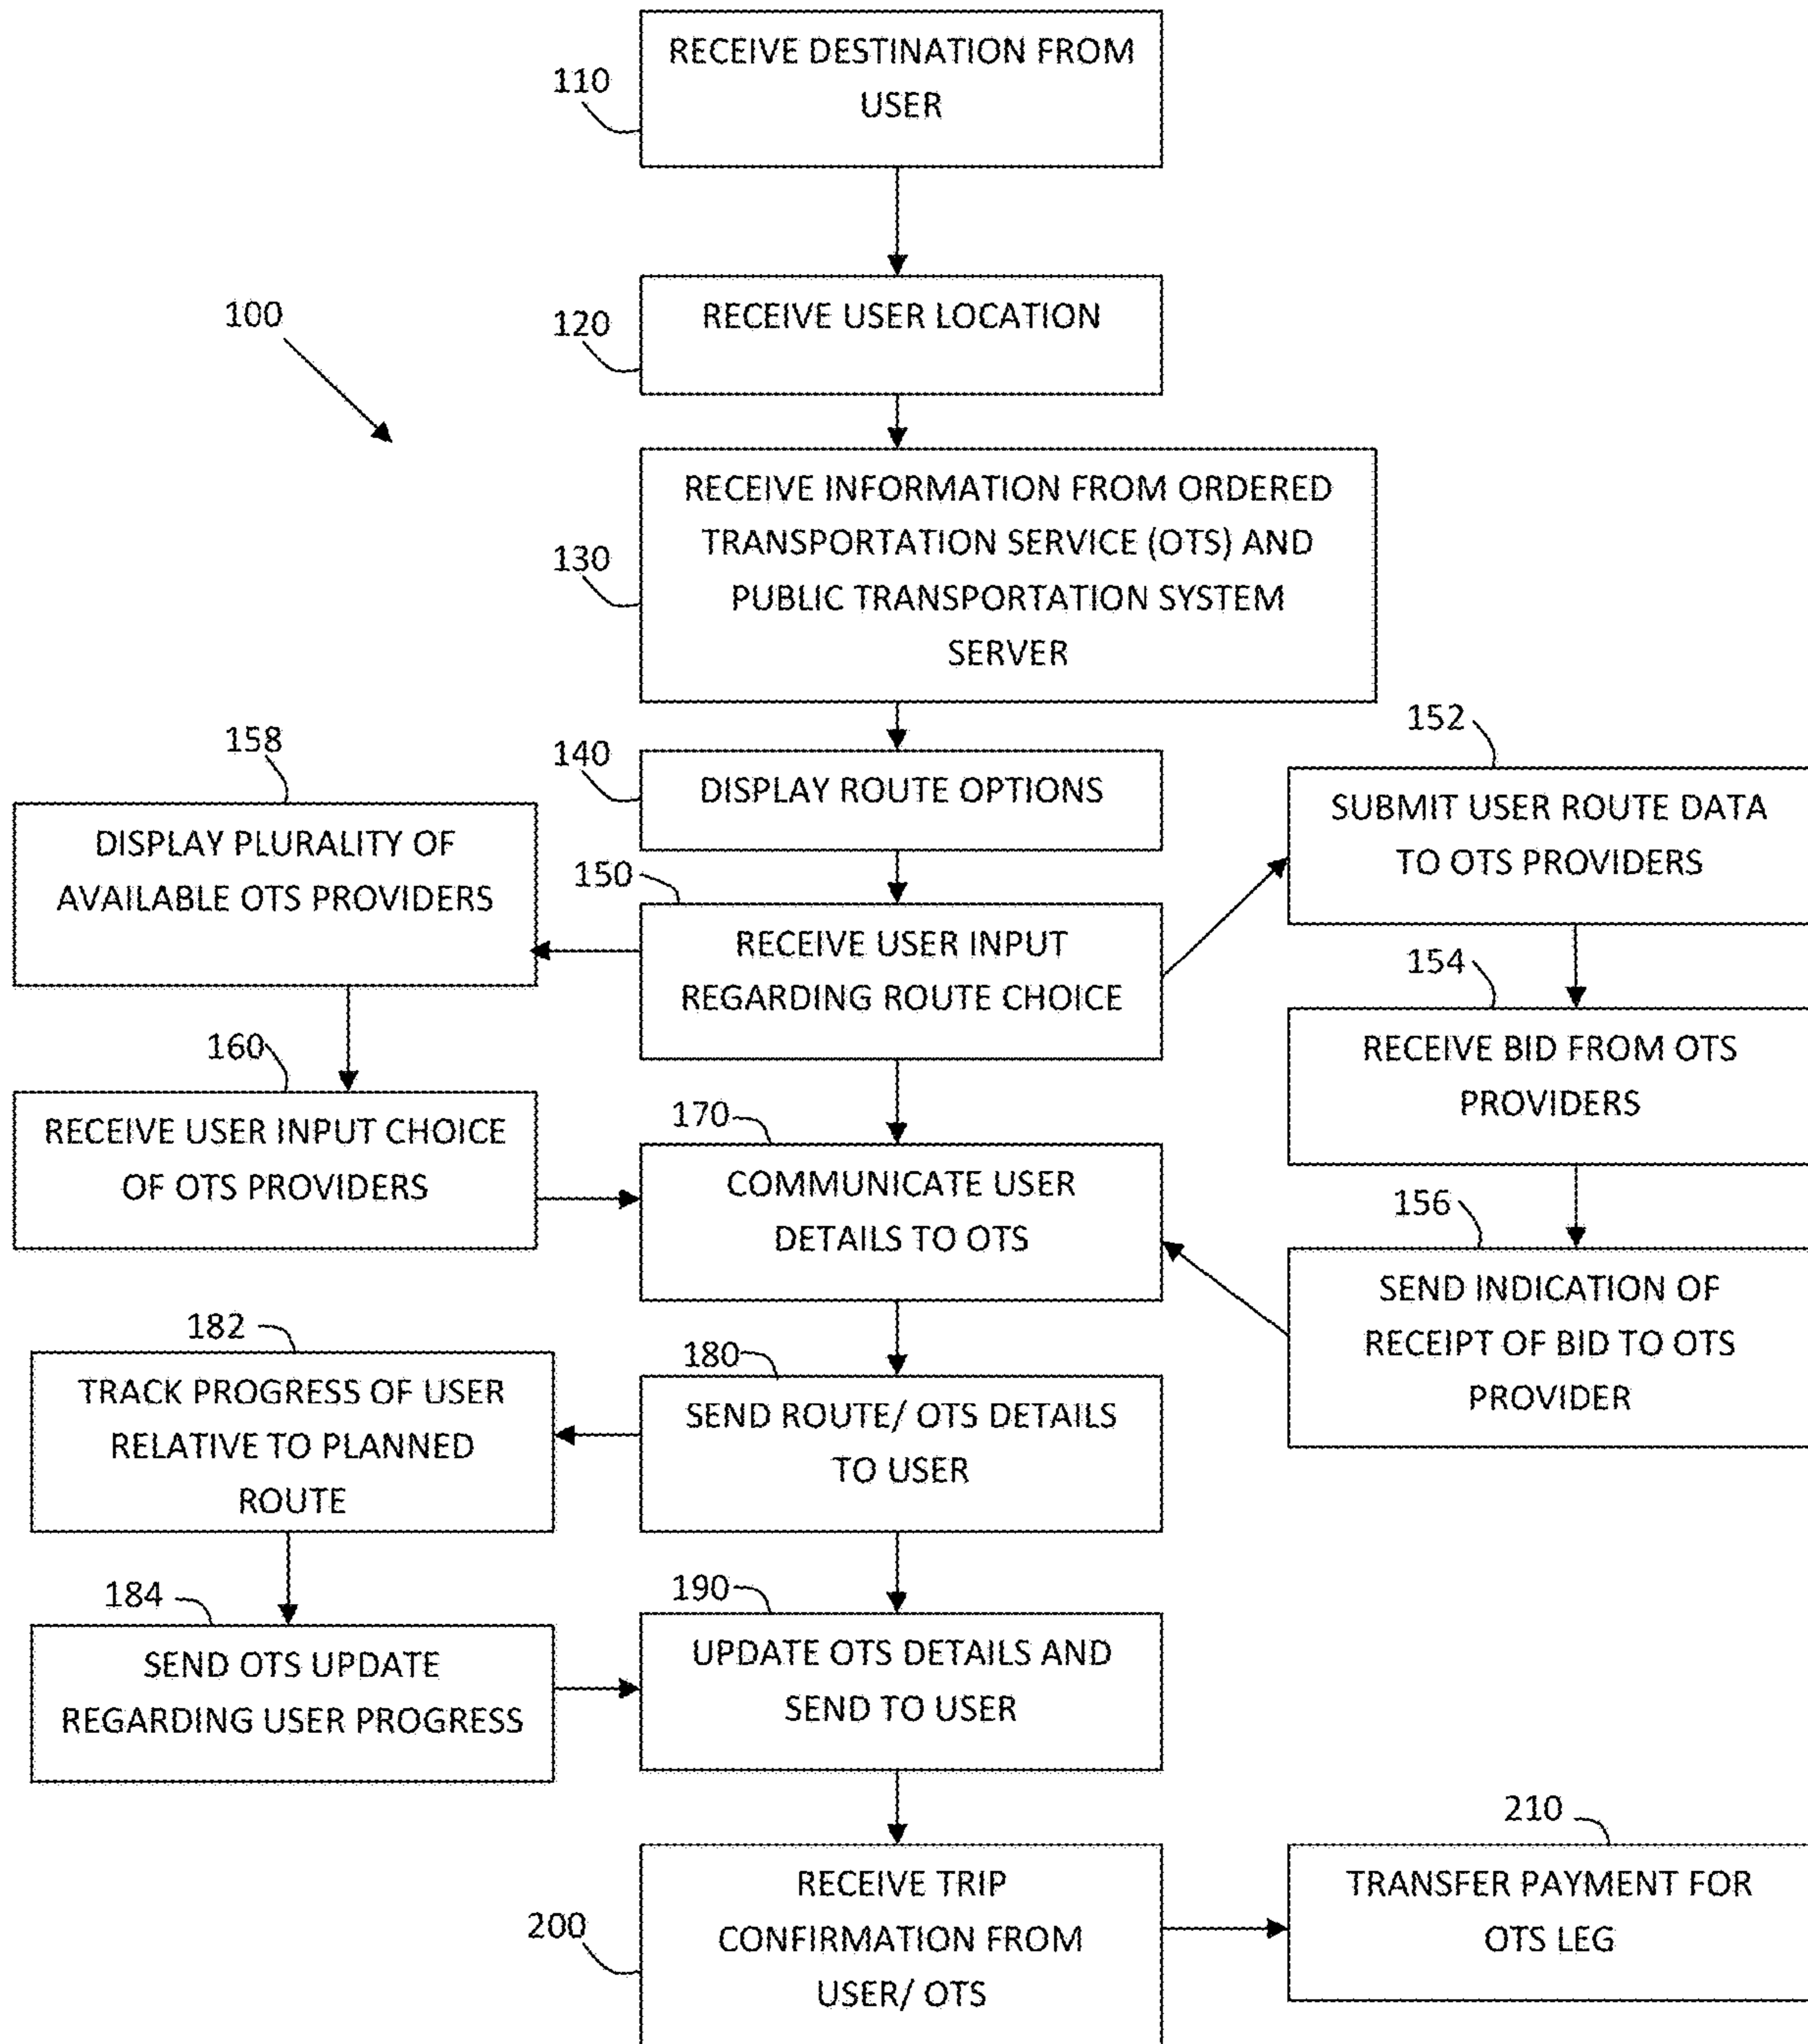 RECEIVE DESTINATION FROM
USER
110
100
RECEIVE USER LOCATION
120
RECEIVE INFORMATION FROM ORDERED
TRANSPORTATION SERVICE (OTS) AND
PUBLIC TRANSPORTATION SYSTEM
SERVER
130
140
DISPLAY ROUTE OPTIONS
158
DISPLAY PLURALITY OF
AVAILABLE OTS PROVIDERS
150
RECEIVE USER INPUT
REGARDING ROUTE CHOICE
152
SUBMIT USER ROUTE DATA
TO OTS PROVIDERS
154
RECEIVE BID FROM OTS
PROVIDERS
160
RECEIVE USER INPUT CHOICE
OF OTS PROVIDERS
170
COMMUNICATE USER
DETAILS TO OTS
156
SEND INDICATION OF
RECEIPT OF BID TO OTS
PROVIDER
182
TRACK PROGRESS OF USER
RELATIVE TO PLANNED
ROUTE
180
SEND ROUTE/ OTS DETAILS
TO USER
184
SEND OTS UPDATE
REGARDING USER PROGRESS
190
UPDATE OTS DETAILS AND
SEND TO USER
200
RECEIVE TRIP
CONFIRMATION FROM
USER/ OTS
210
TRANSFER PAYMENT FOR
OTS LEG